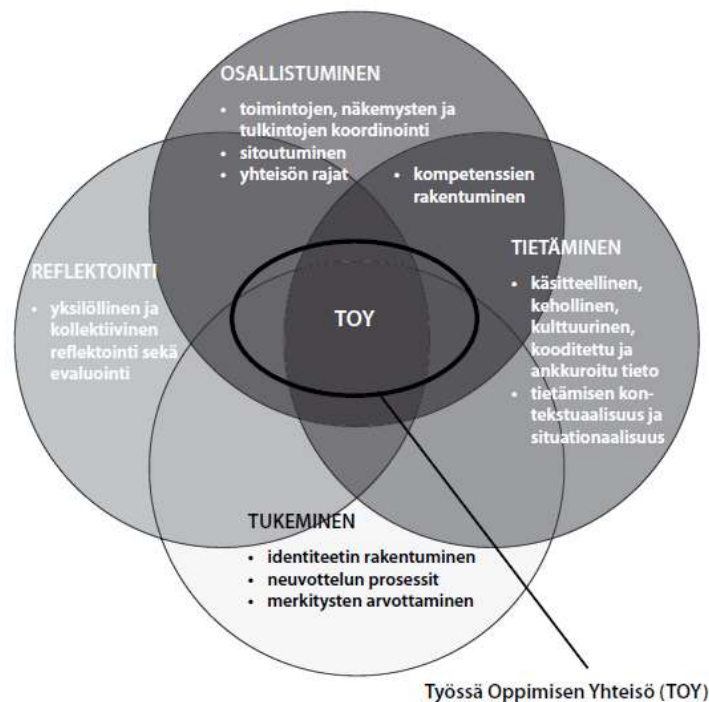 OSALLISTUMINEN
• toimintojen, näkemysten ja
tulkintojen koordinointi
• sitoutuminen
• yhteisön rajat
• kompetenssien
rakentuminen
TIETÄMINEN
• käsitteellinen,
kehollinen,
kulttuurinen,
kooditettu ja
ankkuroitu tieto
• tietämisen kon-
tekstuaalisuus ja
situationaalisuus
REFLEKTOINTI
• yksilöllinen ja
kollektiivinen
reflektointi sekä
evaluointi
TOY
TUKEMINEN
• identiteetin rakentuminen
• neuvottelun prosessit
• merkitysten arvottaminen
Työssä Oppimisen Yhteisö (TOY)